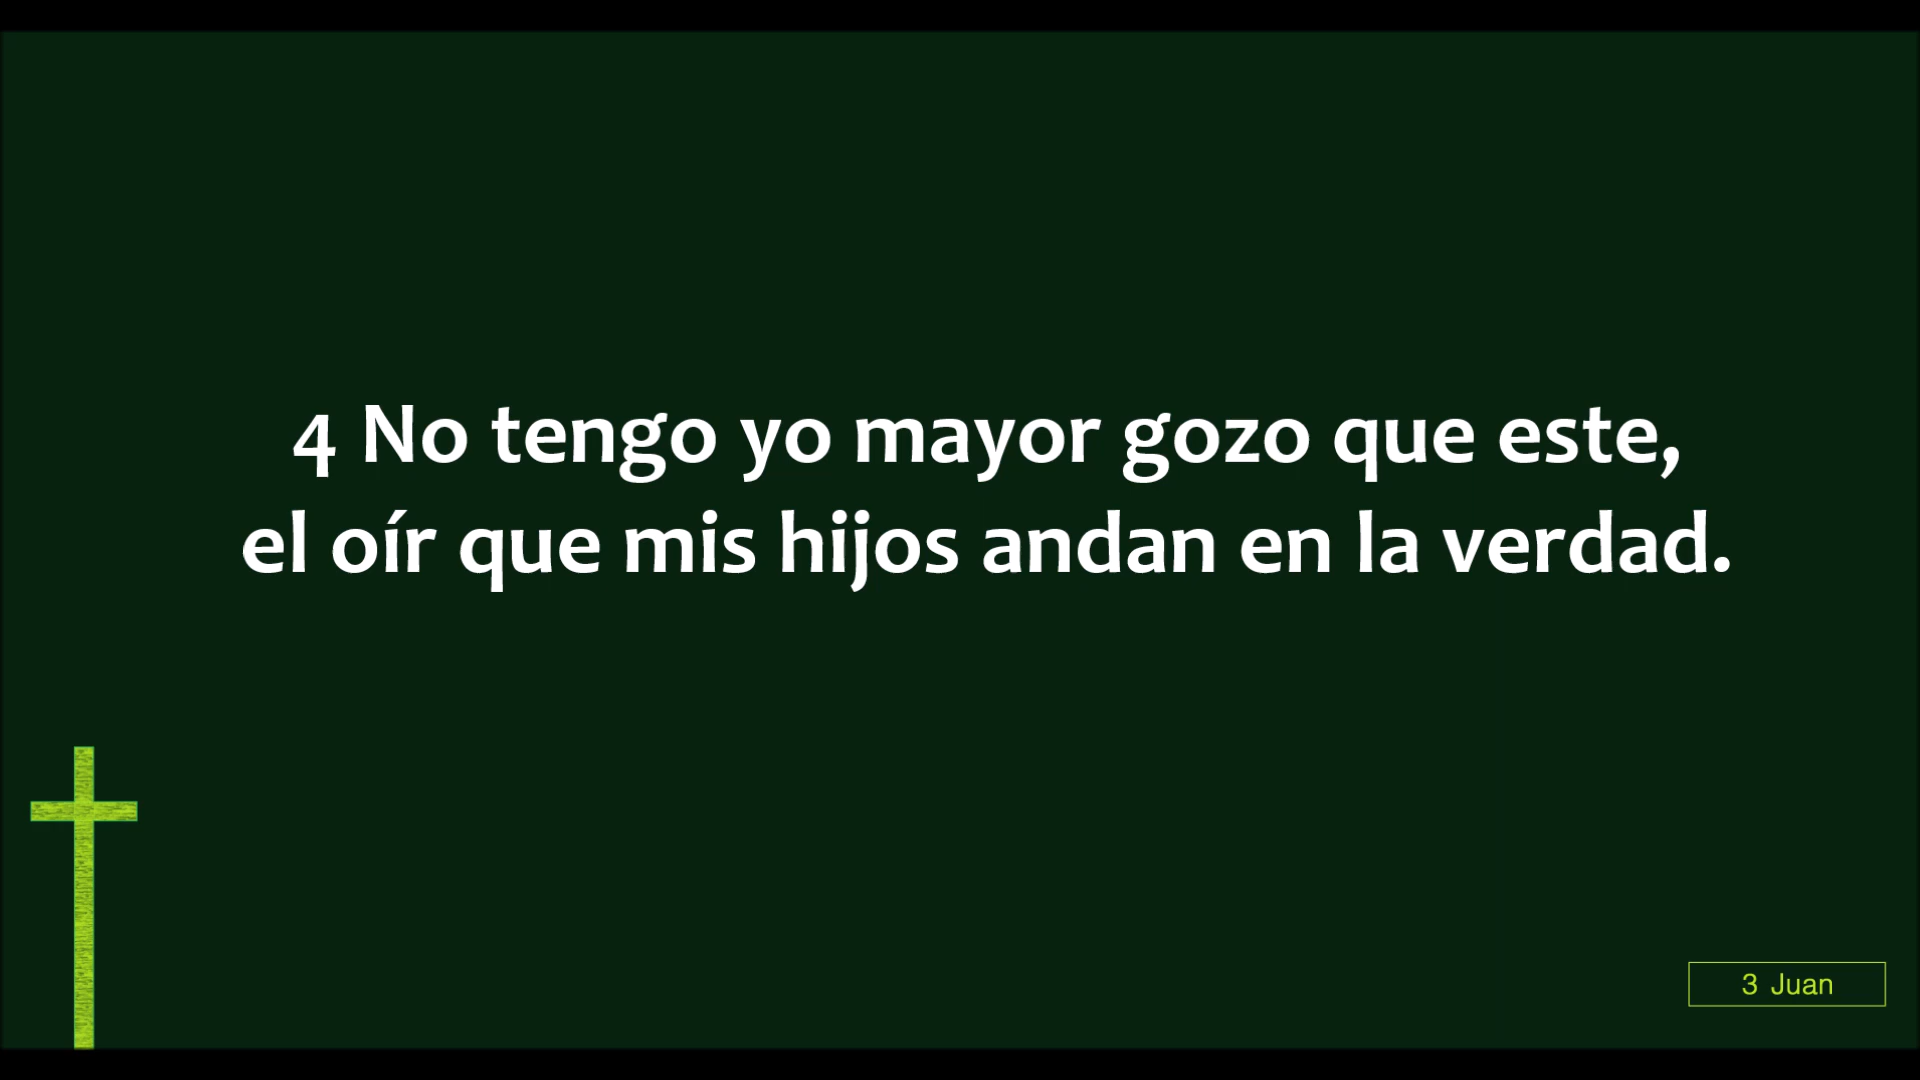 4 No tengo yo mayor gozo que este,
el oír que mis hijos andan en la verdad.
3 Juan